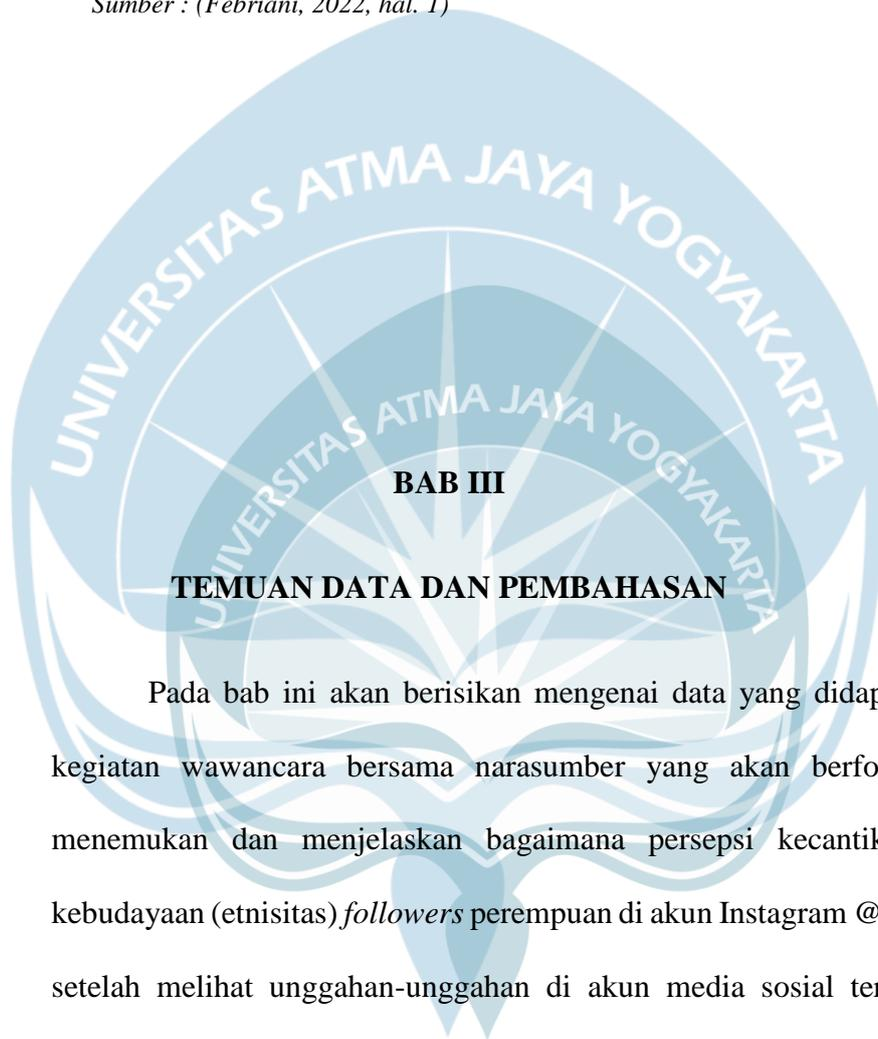 Sumber : (Febriani, 2022, hal. 1)
UNIVERSITAS ATMA JAYA YOGYAKARTA
UNIVERSITAS ATMA JAYA YOGYAKARTA
BAB III
TEMUAN DATA DAN PEMBAHASAN
Pada bab ini akan berisikan mengenai data yang didap
kegiatan wawancara bersama narasumber yang akan berfo
menemukan dan menjelaskan bagaimana persepsi kecantik
kebudayaan (etnisitas) followers perempuan di akun Instagram @
setelah melihat unggahan-unggahan di akun media sosial ter